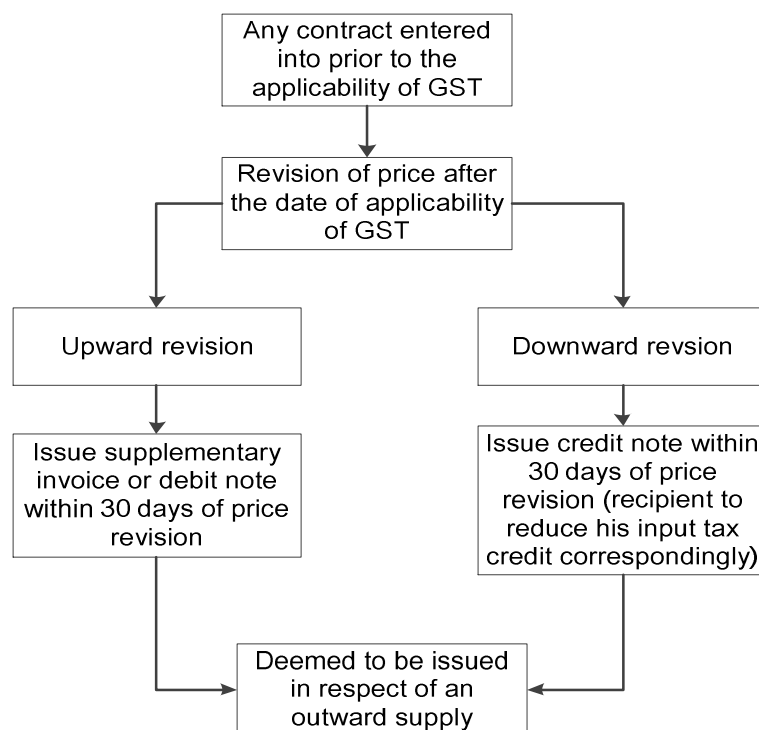 Any contract entered
into prior to the
applicability of GST
Revision of price after
the date of applicability
of GST
Upward revision
Downward revsion
Issue supplementary
invoice or debit note
within 30 days of price
revision
Issue credit note within
30 days of price
revision (recipient to
reduce his input tax
credit correspondingly)
Deemed to be issued
in respect of an
outward supply